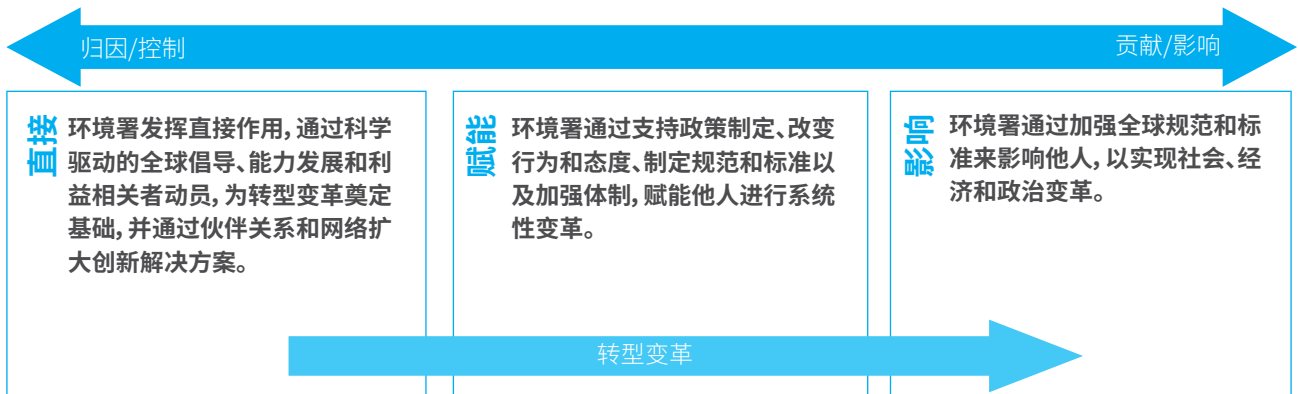 归因/控制
贡献/影响
直接
环境署发挥直接作用，通过科学
驱动的全球倡导、能力发展和利
益相关者动员，为转型变革奠定
基础，并通过伙伴关系和网络扩
大创新解决方案。
赋能
环境署通过支持政策制定、改变
行为和态度、制定规范和标准以
及加强体制，赋能他人进行系统
性变革。
影响
环境署通过加强全球规范和标
准来影响他人，以实现社会、经
济和政治变革。
转型变革